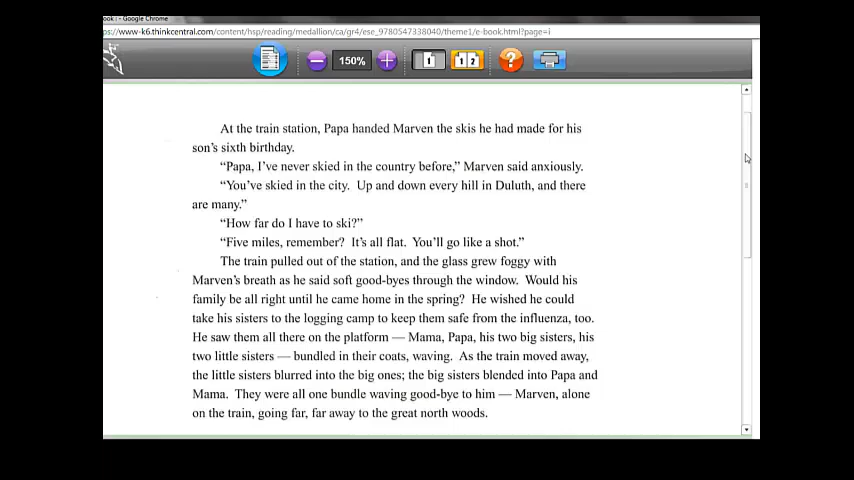 ook : - Google Chrome
ps://www-k6.thinkcentral.com/content/hsp/reading/medallion/ca/gr4/ese_9780547338040/theme1/e-book.html?page=i
150%
1
1 2
?
At the train station, Papa handed Marven the skis he had made for his
son's sixth birthday.
“Papa, I've never skied in the country before,” Marven said anxiously.
“You've skied in the city. Up and down every hill in Duluth, and there
are many.”
“How far do I have to ski?”
“Five miles, remember? It's all flat. You'll go like a shot.”
The train pulled out of the station, and the glass grew foggy with
Marven's breath as he said soft good-byes through the window. Would his
family be all right until he came home in the spring? He wished he could
take his sisters to the logging camp to keep them safe from the influenza, too.
He saw them all there on the platform — Mama, Papa, his two big sisters, his
two little sisters — bundled in their coats, waving. As the train moved away,
the little sisters blurred into the big ones; the big sisters blended into Papa and
Mama. They were all one bundle waving good-bye to him — Marven, alone
on the train, going far, far away to the great north woods.